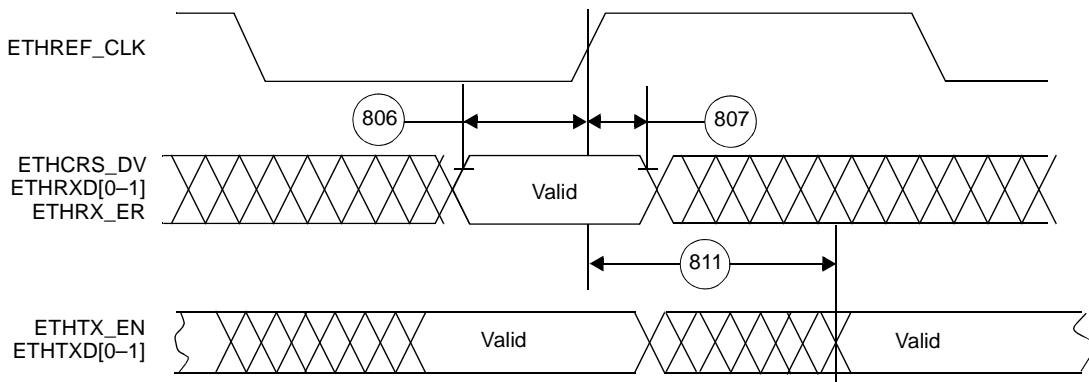 ETHREF_CLK
806
807
ETHCRS_DV
ETHRXD[0–1]
ETHRX_ER
Valid
811
ETHTX_EN
ETHTXD[0–1]
Valid
Valid